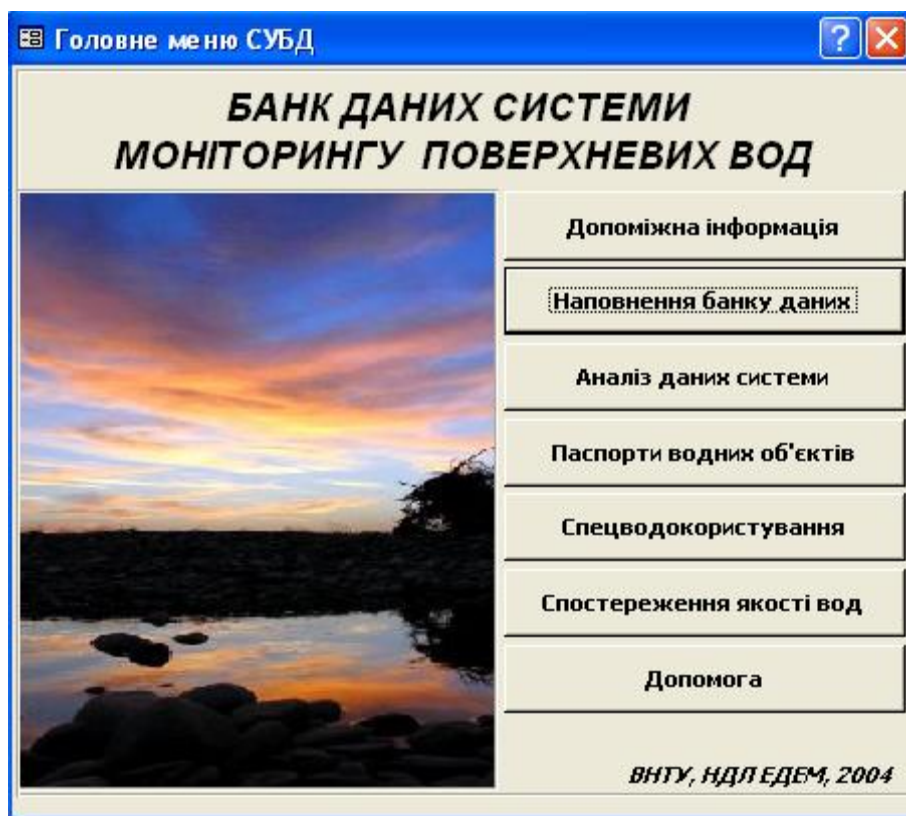 Головне меню СУБД
БАНК ДАНИХ СИСТЕМИ
МОНІТОРИНГУ ПОВЕРХНЕВИХ ВОД
Допоміжна інформація
Наповнення банку даних
Аналіз даних системи
Паспорти водних об'єктів
Спецводокористування
Спостереження якості вод
Допомога
ВНТУ, НДЛ ЕДЕМ, 2004